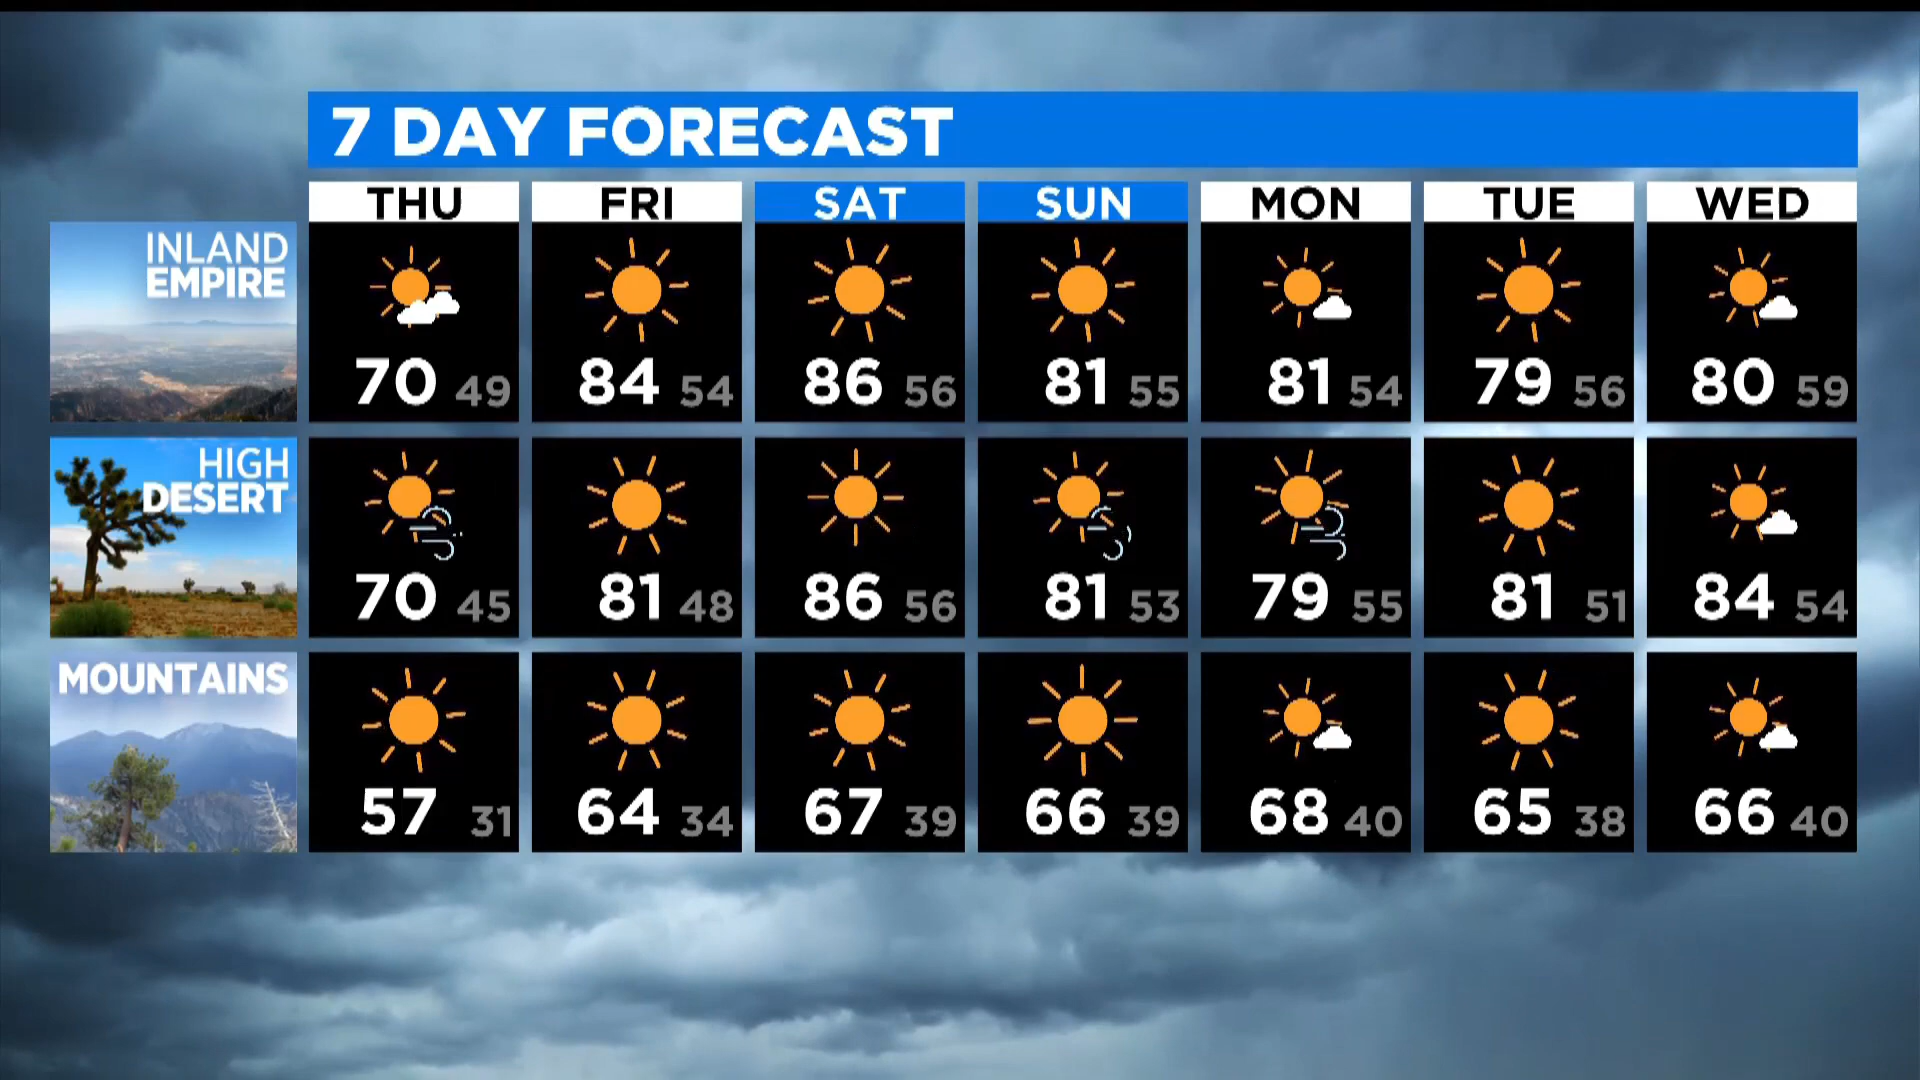 7 DAY FORECAST
THU FRI SAT SUN MON TUE WED
INLAND
EMPIRE
70 49 84 54 86 56 81 55 81 54 79 56 80 59
HIGH
DESERT
70 45 81 48 86 56 81 53 79 55 81 51 84 54
MOUNTAINS
57 31 64 34 67 39 66 39 68 40 65 38 66 40